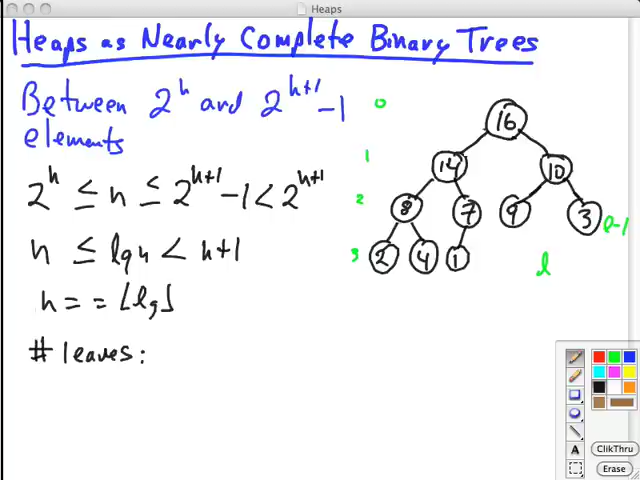 Heaps
Heaps as Nearly Complete Binary Trees
Between 2^h and 2^{h+1} - 1
elements
2^h ≤ n ≤ 2^{h+1} - 1 < 2^{h+1}
h ≤ lg n < h+1
h = = ⌊lg⌋
# leaves:
0
16
1
14 10
2
8 7 9 3 l-1
3
2 4 1 l
A
ClikThru
Erase